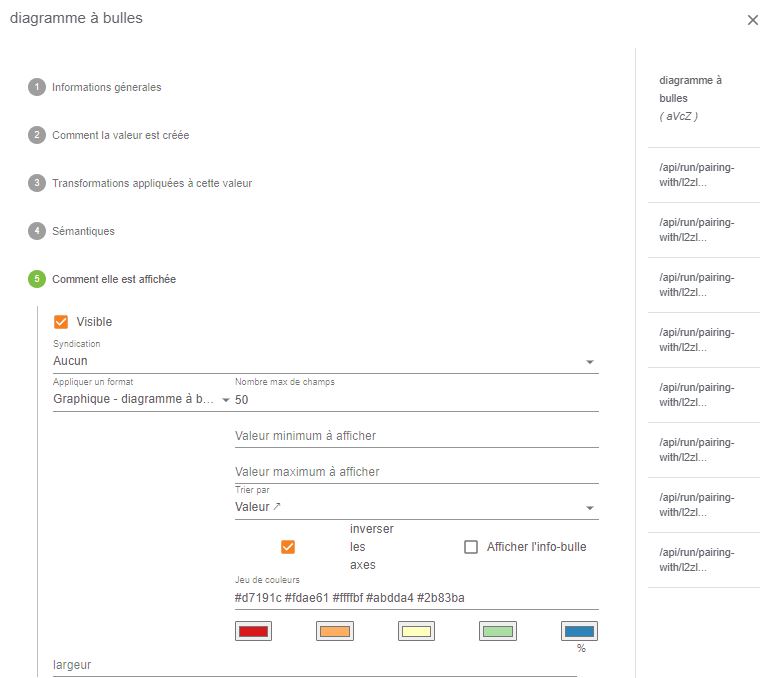 diagramme à bulles
1 Informations génerales
2 Comment la valeur est créée
3 Transformations appliquées à cette valeur
4 Sémantiques
5 Comment elle est affichée
Visible
Syndication
Aucun
Appliquer un format
Graphique - diagramme à b...
Nombre max de champs
50
Valeur minimum à afficher
Valeur maximum à afficher
Trier par
Valeur ↗
inverser
les
axes
Afficher l'info-bulle
Jeu de couleurs
#d7191c #fdae61 #ffffbf #abdda4 #2b83ba
%
largeur
diagramme à
bulles
( aVcZ )
/api/run/pairing-
with/l2zl...
/api/run/pairing-
with/l2zl...
/api/run/pairing-
with/l2zl...
/api/run/pairing-
with/l2zl...
/api/run/pairing-
with/l2zl...
/api/run/pairing-
with/l2zl...
/api/run/pairing-
with/l2zl...
/api/run/pairing-
with/l2zl...